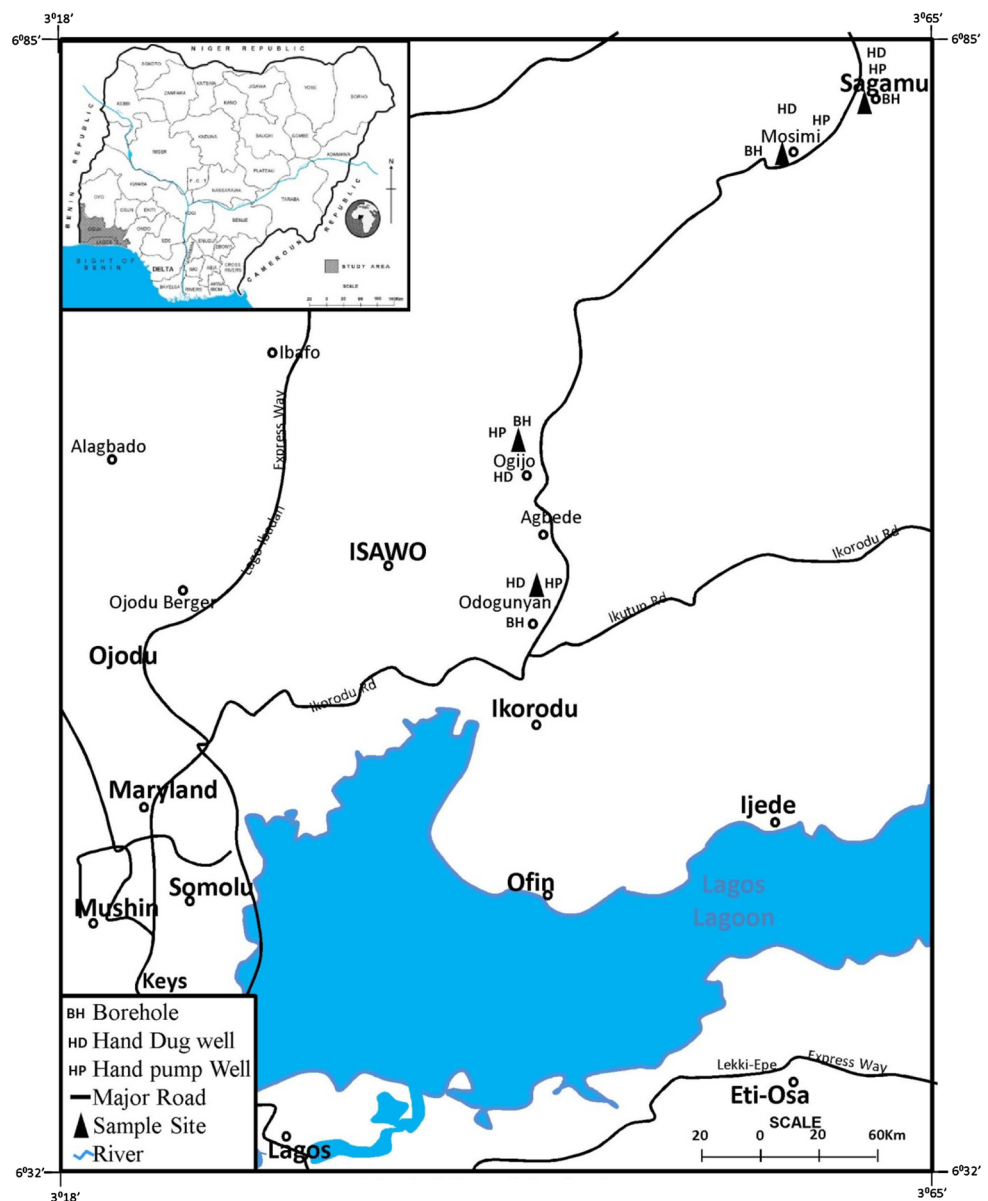 3⁰18′
3⁰65′
6⁰85′
6⁰85′
NIGER REPUBLIC
BENIN REPUBLIC
SOKOTO
ZAMFARA
KATSINA
JIGAWA
YOBE
BORNO
KEBBI
KANO
KADUNA
BAUCHI
GOMBE
ADAMAWA
NIGER
PLATEAU
F.C.T
KWARA
NASSARAWA
TARABA
OYO
OSUN
EKITI
KOGI
BENUE
OGUN
ONDO
LAGOS
EDO
ENUGU
EBONYI
DELTA
IMO
ABIA
CROSS
RIVERS
BAYELSA
RIVERS
AKWA
IBOM
BIGHT OF
BENIN
CAMEROUN REPUBLIC
N
STUDY AREA
SCALE
HD
HP
Sagamu
BH
HD
HP
Mosimi
BH
Ibafo
Express Way
Alagbado
BH
HP
Ogijo
HD
Agbede
Lago Ibadan
ISAWO
Ikorodu Rd
HD
HP
Odogunyan
BH
Ikutun Rd
Ojodu Berger
Ojodu
Ikorodu Rd
Ikorodu
Maryland
Ijede
Somolu
Ofin
Lagos
Lagoon
Mushin
Keys
BH Borehole
HD Hand Dug well
HP Hand pump Well
Major Road
Sample Site
River
Lekki-Epe
Express Way
Eti-Osa
SCALE
20 0 20 60Km
Lagos
6⁰32′
6⁰32′
3⁰18′
3⁰65′